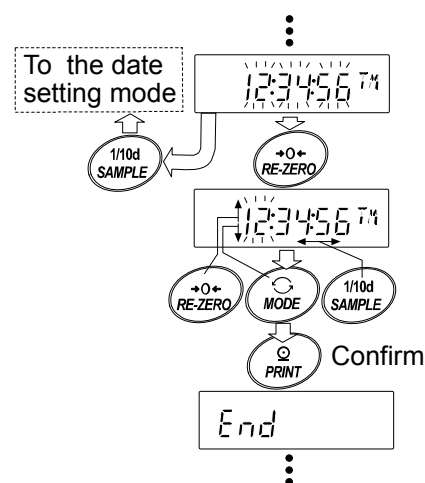 To the date
setting mode
12:34:56 TM
1/10d
SAMPLE
→0←
RE-ZERO
12:34:56 TM
→0←
RE-ZERO
MODE
1/10d
SAMPLE
PRINT
Confirm
End